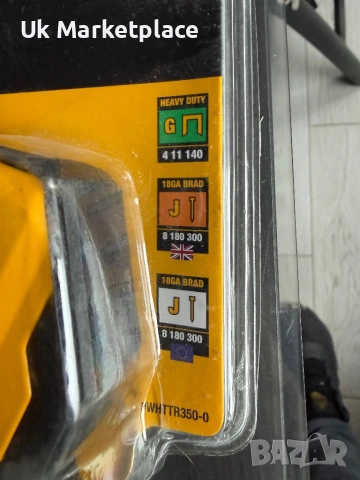 Uk Marketplace
HEAVY DUTY
G
4 11 140
18GA BRAD
J
8 180 300
18GA BRAD
J
8 180 300
WHTTR350-0
BAZAR